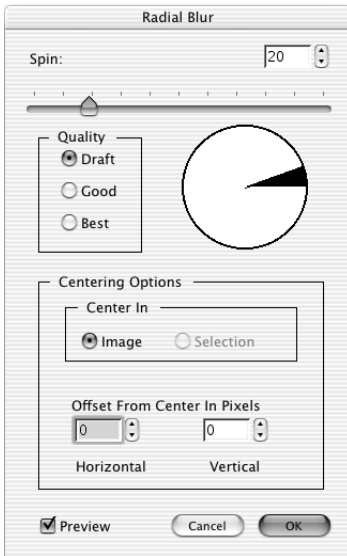 Radial Blur
Spin: 20
Quality
Draft
Good
Best
Centering Options
Center In
Image Selection
Offset From Center In Pixels
0 0
Horizontal Vertical
Preview Cancel OK